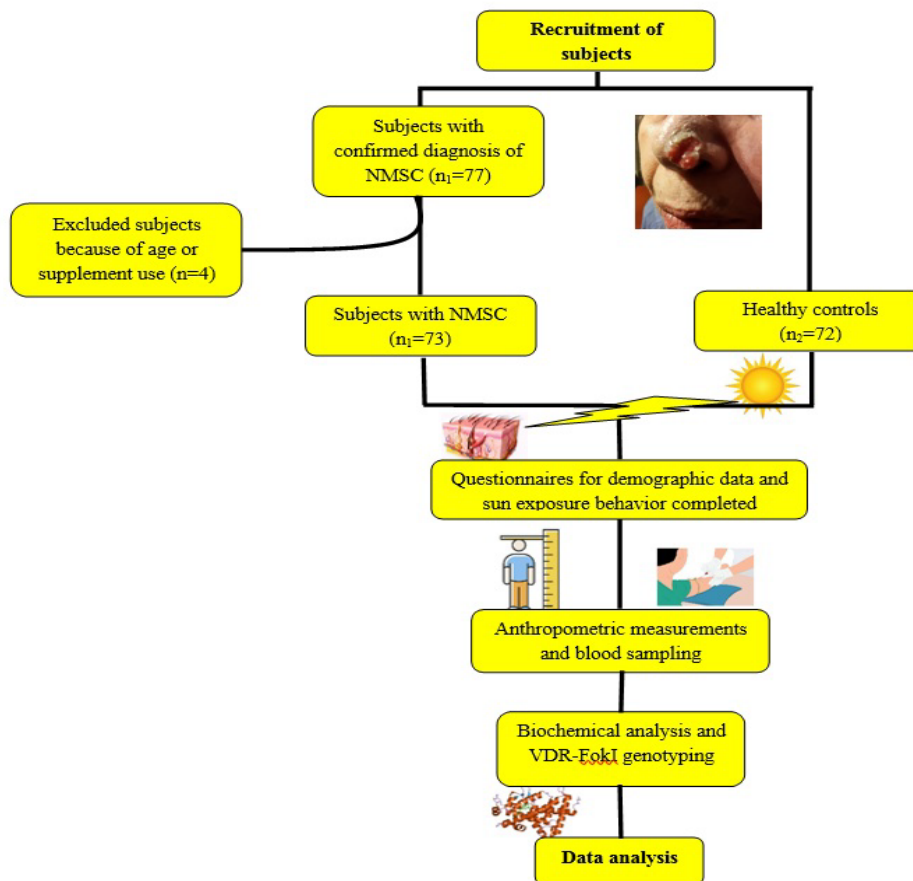 Recruitment of
subjects
Subjects with
confirmed diagnosis of
NMSC (n₁=77)
Excluded subjects
because of age or
supplement use (n=4)
Subjects with NMSC
(n₁=73)
Healthy controls
(n₂=72)
Questionnaires for demographic data and
sun exposure behavior completed
Anthropometric measurements
and blood sampling
Biochemical analysis and
VDR-FokI genotyping
Data analysis